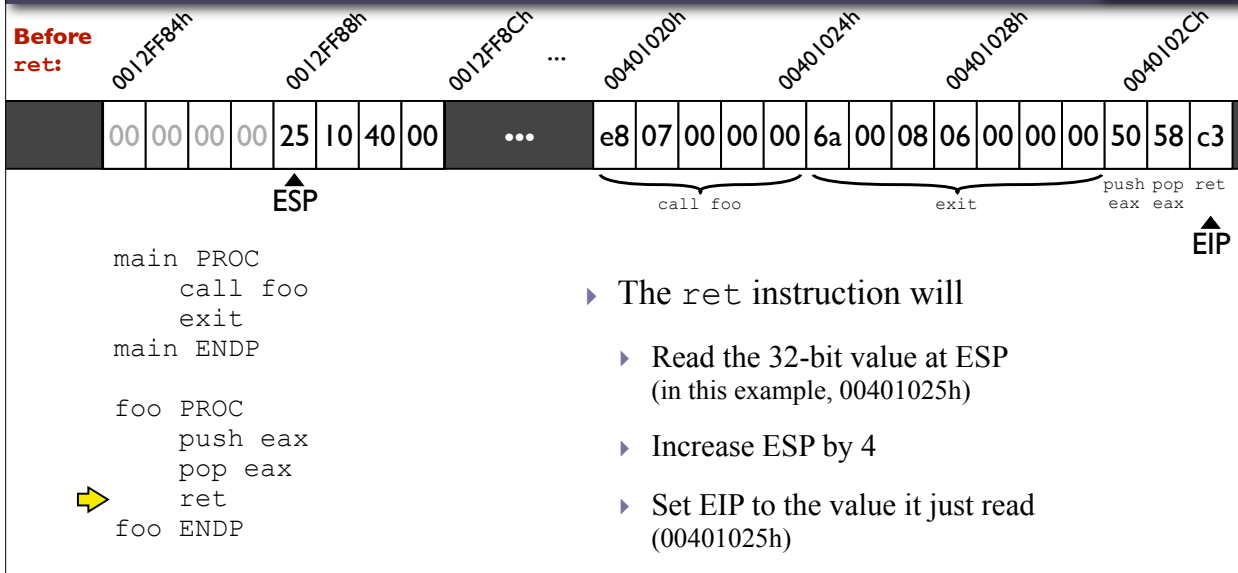 Before
ret:
0012FF84h 0012FF88h 0012FF8Ch ... 00401020h 00401024h 00401028h 0040102Ch
00 00 00 00 25 10 40 00 ... e8 07 00 00 00 6a 00 08 06 00 00 00 50 58 c3
ESP
call foo
exit
push eax
pop eax
ret
EIP
main PROC
call foo
exit
main ENDP
foo PROC
push eax
pop eax
ret
foo ENDP
The ret instruction will
Read the 32-bit value at ESP
(in this example, 00401025h)
Increase ESP by 4
Set EIP to the value it just read
(00401025h)